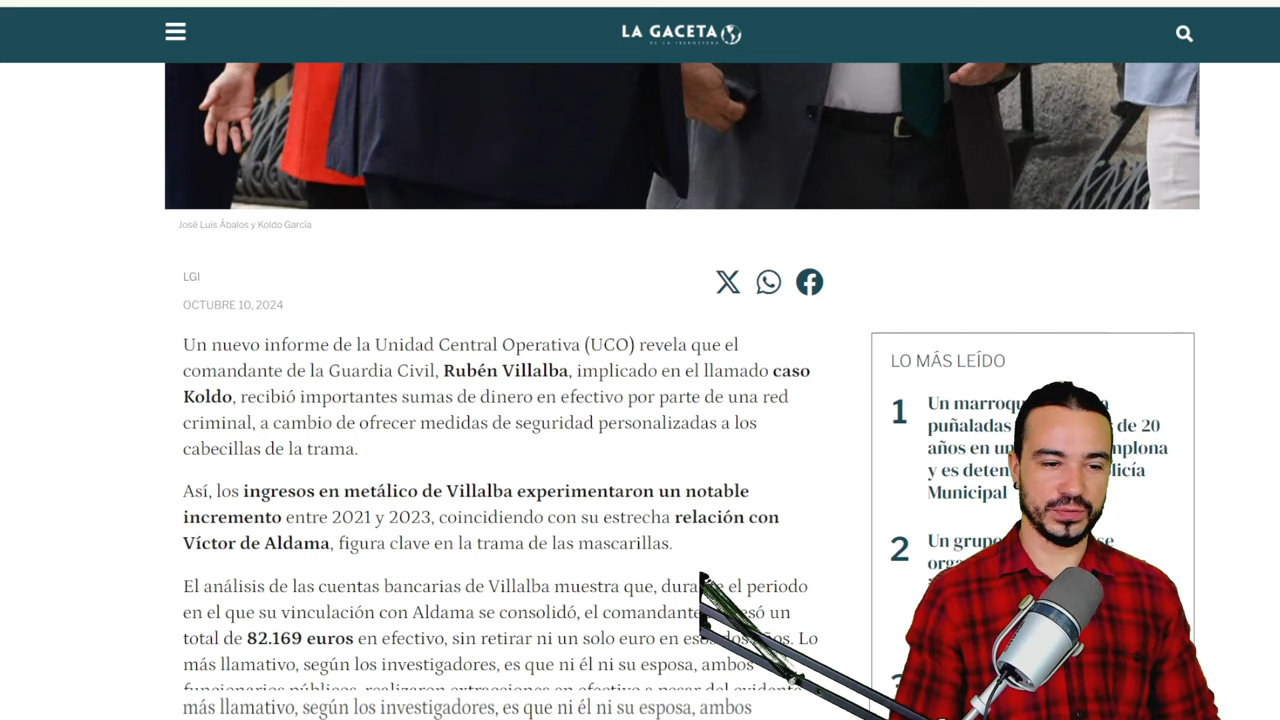 LA GACETA
DE LA IBEROSFERA
José Luis Ábalos y Koldo García
LGI
OCTUBRE 10, 2024
Un nuevo informe de la Unidad Central Operativa (UCO) revela que el
comandante de la Guardia Civil, Rubén Villalba, implicado en el llamado caso
Koldo, recibió importantes sumas de dinero en efectivo por parte de una red
criminal, a cambio de ofrecer medidas de seguridad personalizadas a los
cabecillas de la trama.
Así, los ingresos en metálico de Villalba experimentaron un notable
incremento entre 2021 y 2023, coincidiendo con su estrecha relación con
Víctor de Aldama, figura clave en la trama de las mascarillas.
El análisis de las cuentas bancarias de Villalba muestra que, el periodo
en el que su vinculación con Aldama se consolidó, el comandante un
total de 82.169 euros en efectivo, sin retirar ni un solo euro en esos dos años. Lo
más llamativo, según los investigadores, es que ni él ni su esposa, ambos
funcionarios públicos, realizaron extracciones en efectivo a pesar del evidente
más llamativo, según los investigadores, es que ni él ni su esposa, ambos
LO MÁS LEÍDO
1
Un
puñaladas de 20
años en un
y es
Municipal
2
Un